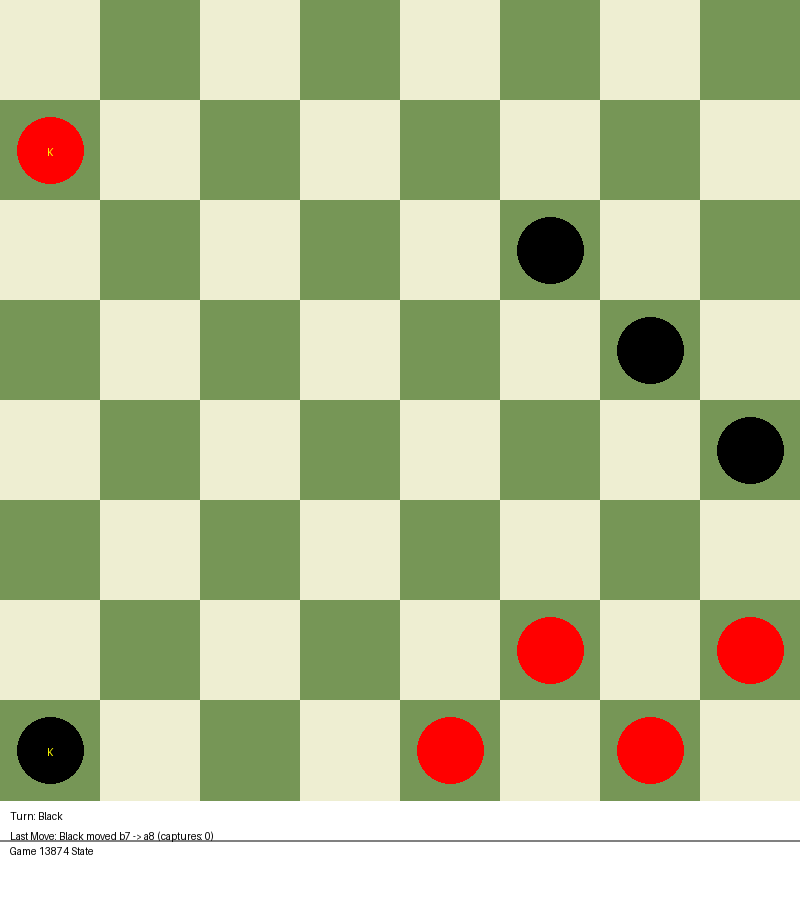 K
K
Turn: Black
Last Move: Black moved b7 -> a8 (captures: 0)
Game 13874 State